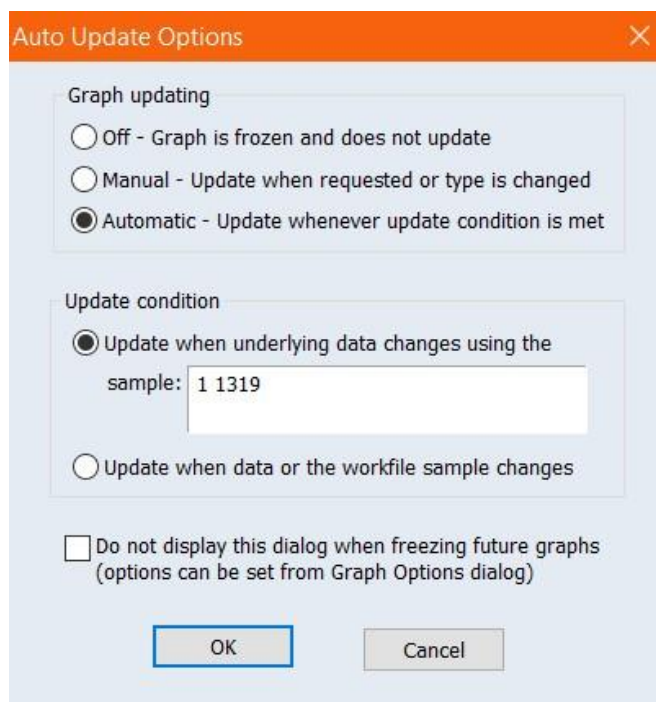 Auto Update Options
Graph updating
Off - Graph is frozen and does not update
Manual - Update when requested or type is changed
Automatic - Update whenever update condition is met
Update condition
Update when underlying data changes using the
sample: 1 1319
Update when data or the workfile sample changes
Do not display this dialog when freezing future graphs
(options can be set from Graph Options dialog)
OK Cancel